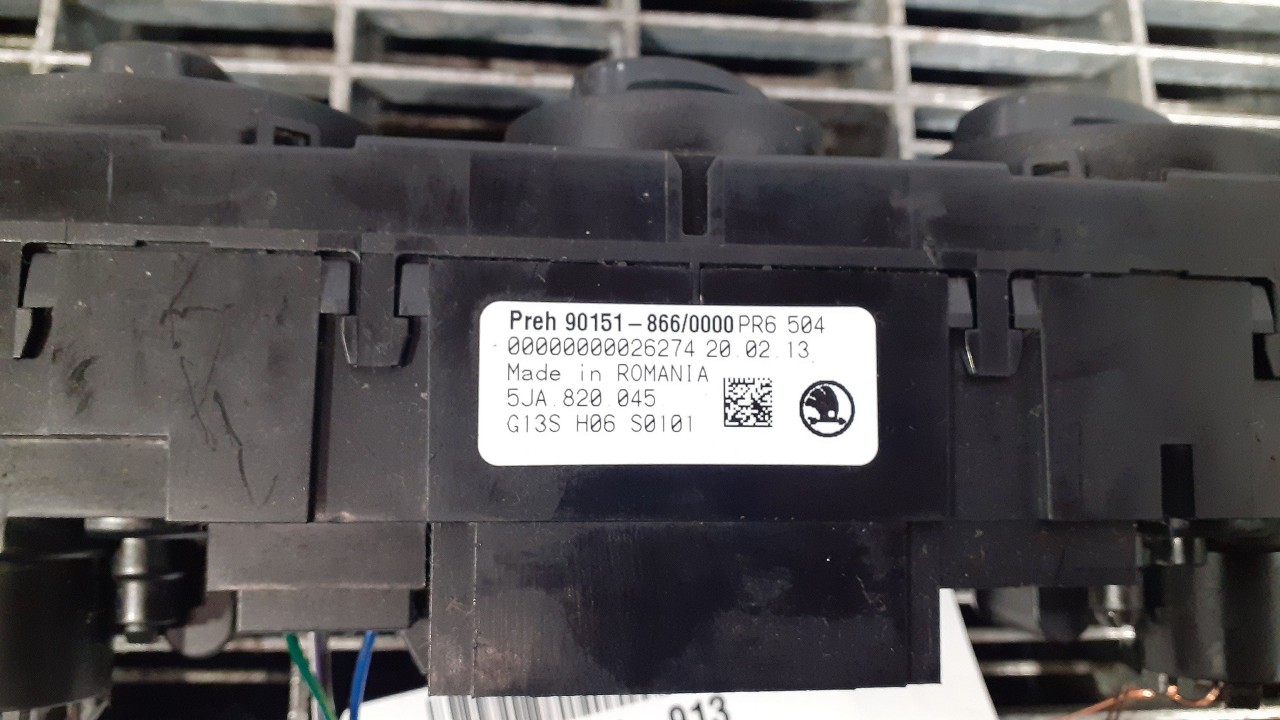 Preh 90151-866/0000 PR6 504
00000000026274 20.02.13
Made in ROMANIA
5JA.820.045
G13S H06 S0101
013